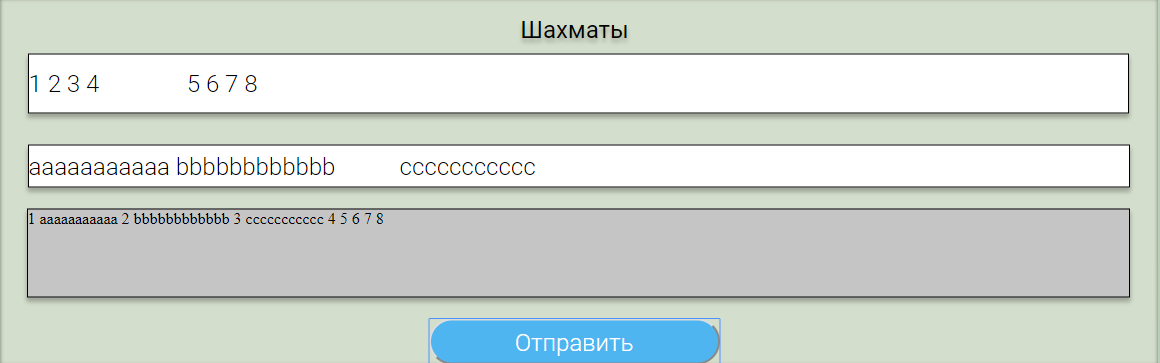 Шахматы
1 2 3 4 5 6 7 8
aaaaaaaaaaa bbbbbbbbbbbb ccccccccccc
1 aaaaaaaaaaa 2 bbbbbbbbbbbb 3 ccccccccccc 4 5 6 7 8
Отправить